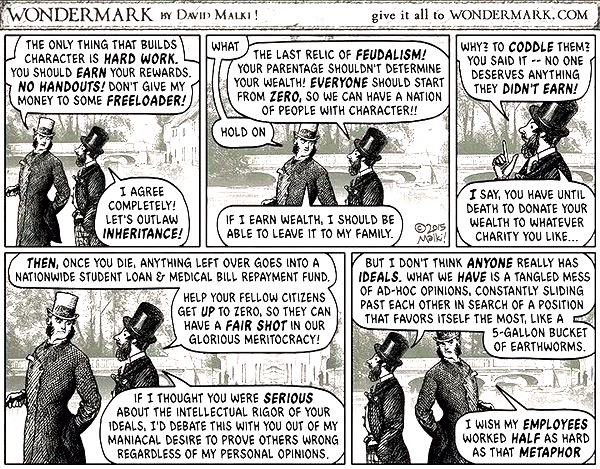 WONDERMARK BY DAVID MALKI !
give it all to WONDERMARK.COM
THE ONLY THING THAT BUILDS
CHARACTER IS HARD WORK.
YOU SHOULD EARN YOUR REWARDS.
NO HANDOUTS! DON'T GIVE MY
MONEY TO SOME FREELOADER!
I AGREE
COMPLETELY!
LET'S OUTLAW
INHERITANCE!
WHAT
THE LAST RELIC OF FEUDALISM!
YOUR PARENTAGE SHOULDN'T DETERMINE
YOUR WEALTH! EVERYONE SHOULD START
FROM ZERO, SO WE CAN HAVE A NATION
OF PEOPLE WITH CHARACTER!!
HOLD ON
IF I EARN WEALTH, I SHOULD BE
ABLE TO LEAVE IT TO MY FAMILY.
©2015
Malki!
WHY? TO CODDLE THEM?
YOU SAID IT -- NO ONE
DESERVES ANYTHING
THEY DIDN'T EARN!
I SAY, YOU HAVE UNTIL
DEATH TO DONATE YOUR
WEALTH TO WHATEVER
CHARITY YOU LIKE...
THEN, ONCE YOU DIE, ANYTHING LEFT OVER GOES INTO A
NATIONWIDE STUDENT LOAN & MEDICAL BILL REPAYMENT FUND.
HELP YOUR FELLOW CITIZENS
GET UP TO ZERO, SO THEY CAN
HAVE A FAIR SHOT IN OUR
GLORIOUS MERITOCRACY!
IF I THOUGHT YOU WERE SERIOUS
ABOUT THE INTELLECTUAL RIGOR OF YOUR
IDEALS, I'D DEBATE THIS WITH YOU OUT OF MY
MANIACAL DESIRE TO PROVE OTHERS WRONG
REGARDLESS OF MY PERSONAL OPINIONS.
BUT I DON'T THINK ANYONE REALLY HAS
IDEALS. WHAT WE HAVE IS A TANGLED MESS
OF AD-HOC OPINIONS, CONSTANTLY SLIDING
PAST EACH OTHER IN SEARCH OF A POSITION
THAT FAVORS ITSELF THE MOST, LIKE A
5-GALLON BUCKET
OF EARTHWORMS.
I WISH MY EMPLOYEES
WORKED HALF AS HARD
AS THAT METAPHOR